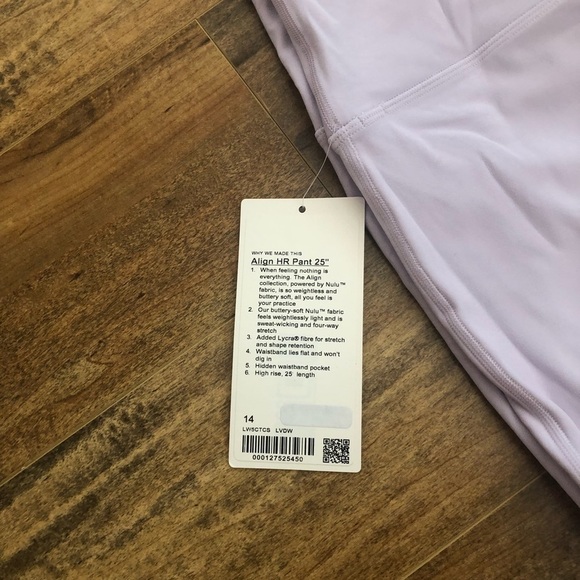 WHY WE MADE THIS
Align HR Pant 25"
1. When feeling nothing is
everything. The Align
collection, powered by Nulu™
fabric, is so weightless and
buttery soft, all you feel is
your practice
2. Our buttery-soft Nulu™ fabric
feels weightlessly light and is
sweat-wicking and four-way
stretch
3. Added Lycra® fibre for stretch
and shape retention
4. Waistband lies flat and won't
dig in
5. Hidden waistband pocket
6. High rise, 25 length
14
LW5GTCS LVDW
000127525450